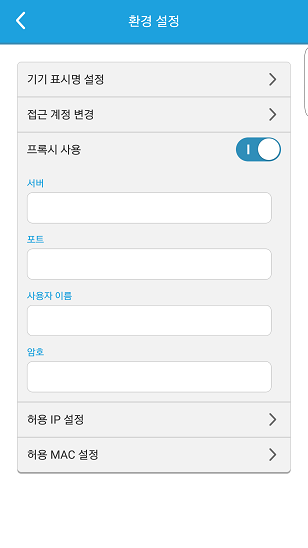 환경 설정
기기 표시명 설정
접근 계정 변경
프록시 사용
서버
포트
사용자 이름
암호
허용 IP 설정
허용 MAC 설정